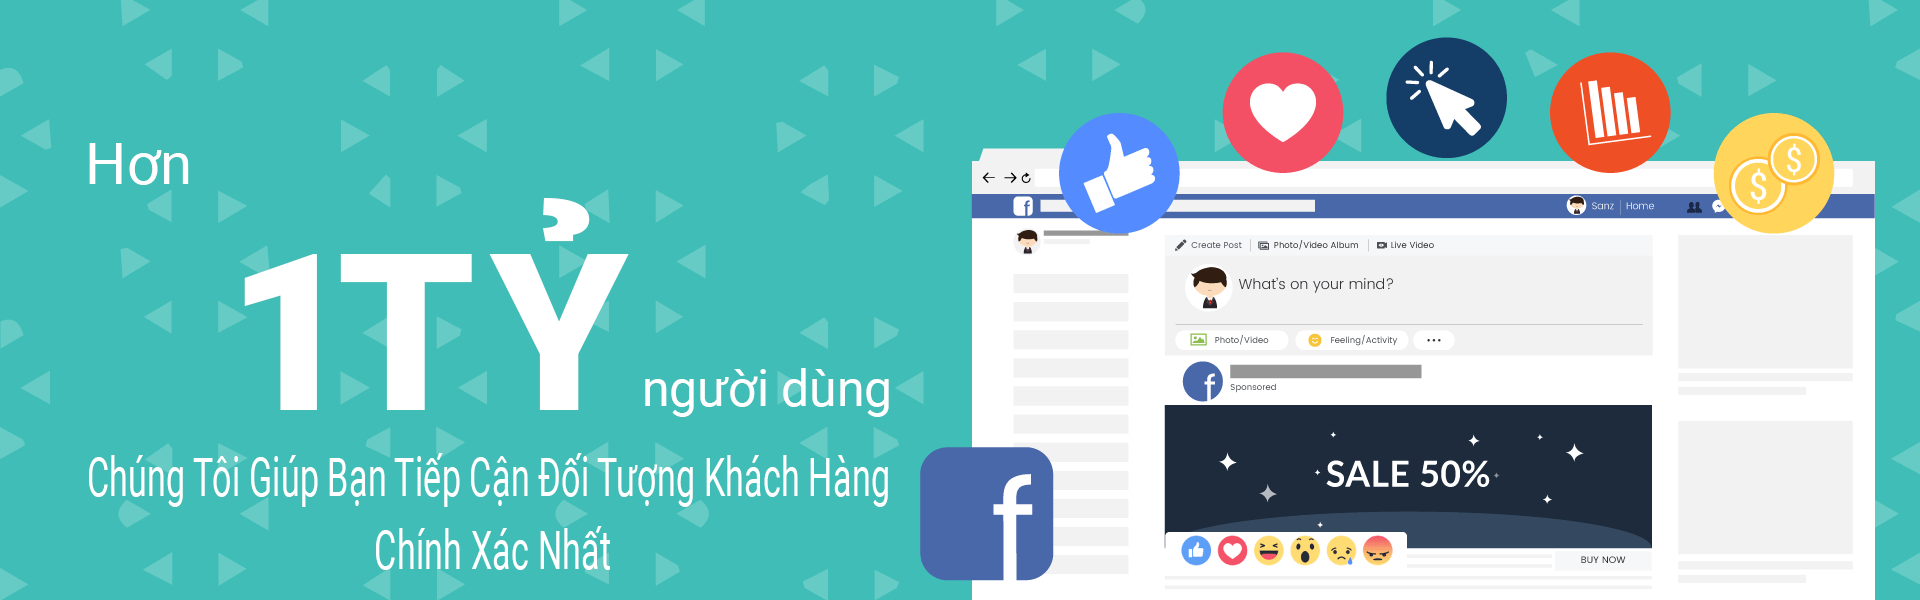 Hơn
1 TỶ
người dùng
Chúng Tôi Giúp Bạn Tiếp Cận Đối Tượng Khách Hàng
Chính Xác Nhất
f
f
Sanz
Home
Create Post
Photo/Video Album
Live Video
What's on your mind?
Photo/Video
Feeling/Activity
f
Sponsored
SALE 50%
BUY NOW
$
$